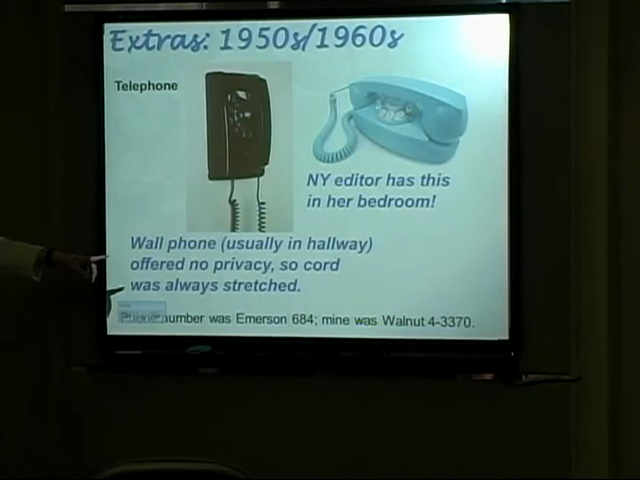 Extras: 1950s/1960s
Telephone
NY editor has this
in her bedroom!
Wall phone (usually in hallway)
offered no privacy, so cord
was always stretched.
number was Emerson 684; mine was Walnut 4-3370.